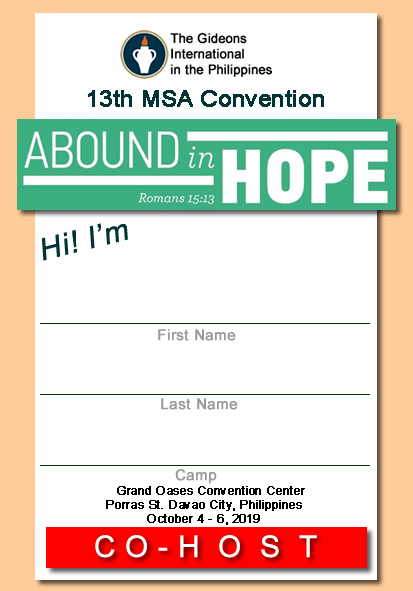 The Gideons
International
in the Philippines
13th MSA Convention
ABOUND in
HOPE
Romans 15:13
Hi! I'm
First Name
Last Name
Camp
Grand Oases Convention Center
Porras St. Davao City, Philippines
October 4 - 6, 2019
CO-HOST